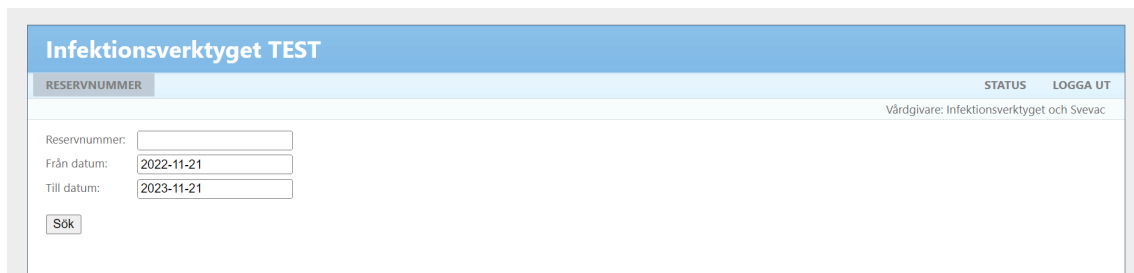 Infektionsverktyget TEST
RESERVNUMMER STATUS LOGGA UT
Vårdgivare: Infektionsverktyget och Svevac
Reservnummer:
Från datum: 2022-11-21
Till datum: 2023-11-21
Sök